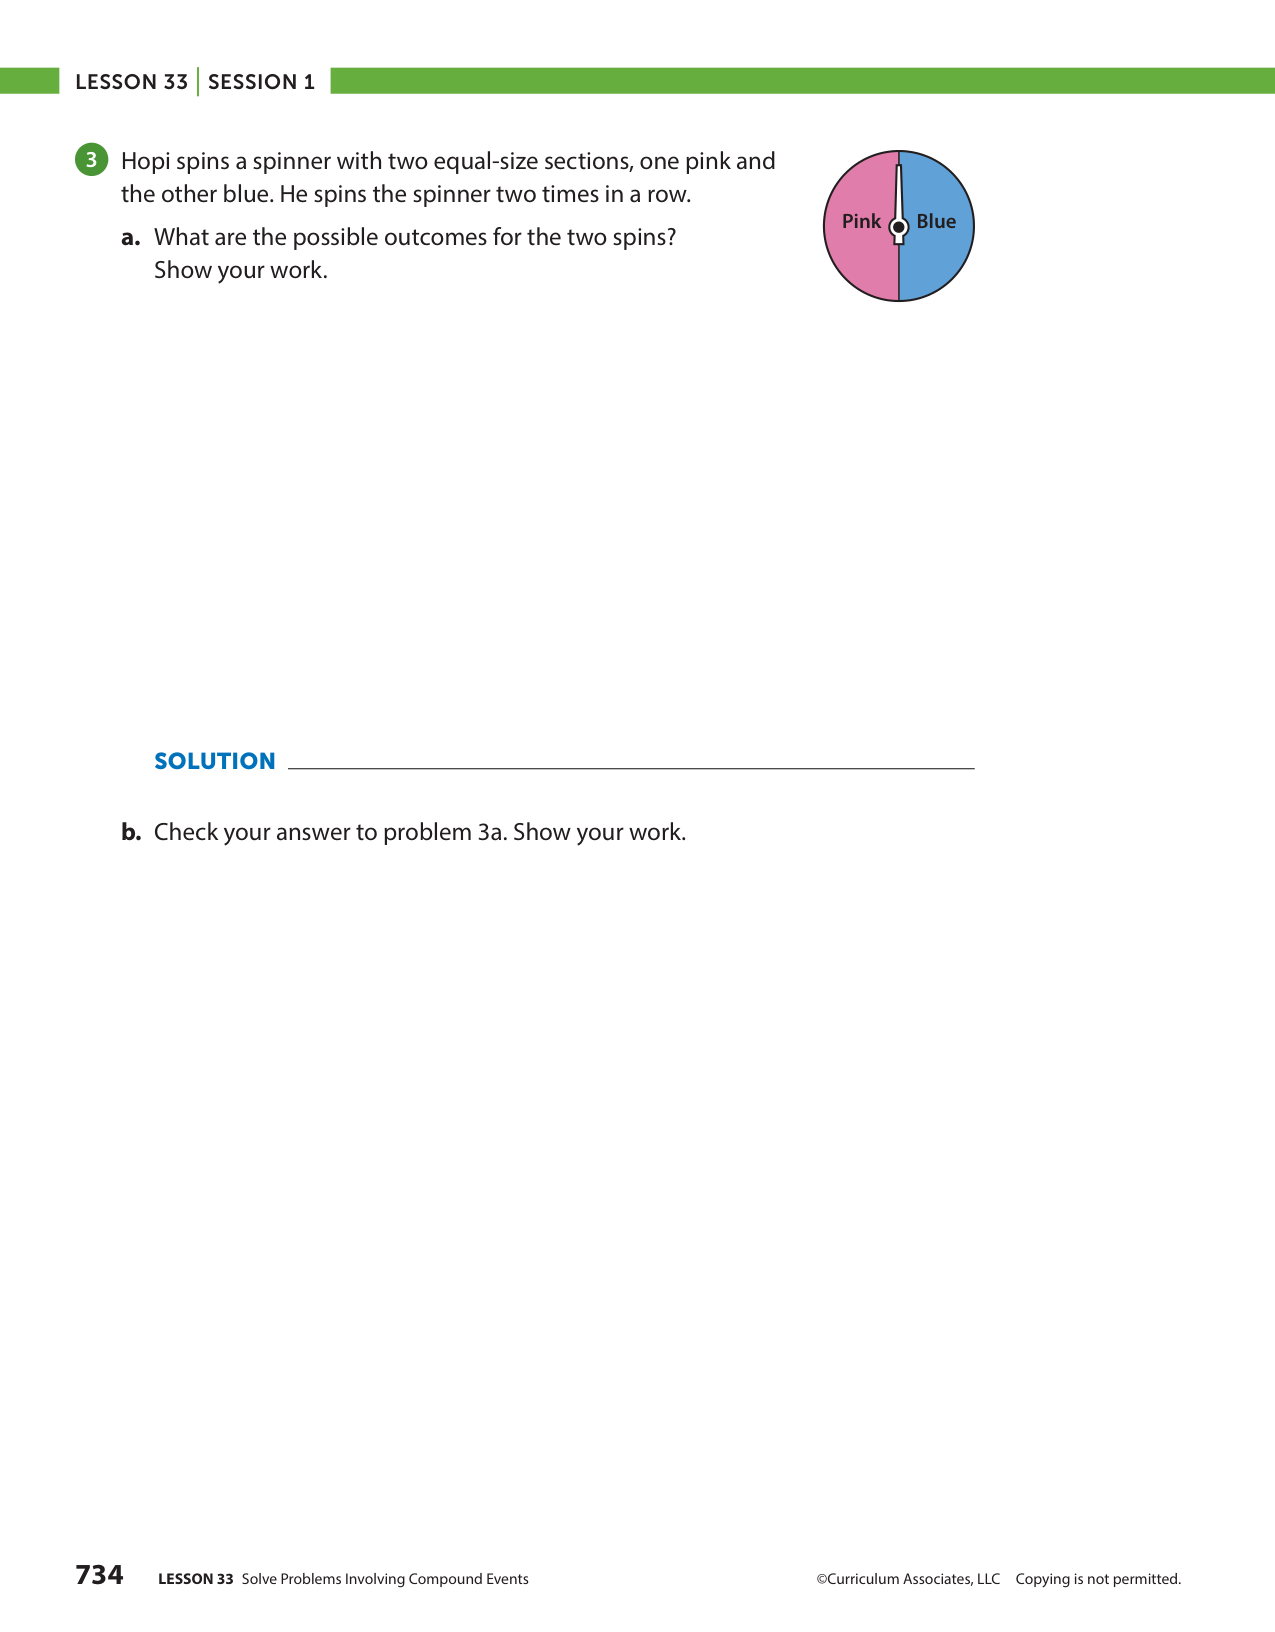 LESSON 33 | SESSION 1
3 Hopi spins a spinner with two equal-size sections, one pink and
the other blue. He spins the spinner two times in a row.
a. What are the possible outcomes for the two spins?
Show your work.
Pink Blue
SOLUTION
b. Check your answer to problem 3a. Show your work.
734 LESSON 33 Solve Problems Involving Compound Events ©Curriculum Associates, LLC Copying is not permitted.